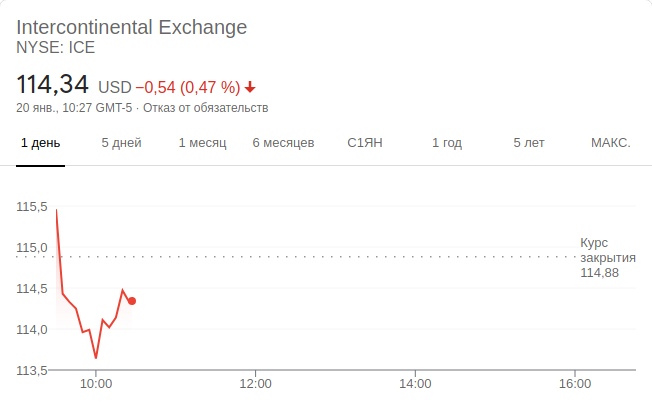 Intercontinental Exchange
NYSE: ICE
114,34 USD −0,54 (0,47 %)
20 янв., 10:27 GMT-5 · Отказ от обязательств
1 день 5 дней 1 месяц 6 месяцев С1ЯН 1 год 5 лет МАКС.
115,5
115,0
114,5
114,0
113,5
Курс
закрытия
114,88
10:00 12:00 14:00 16:00